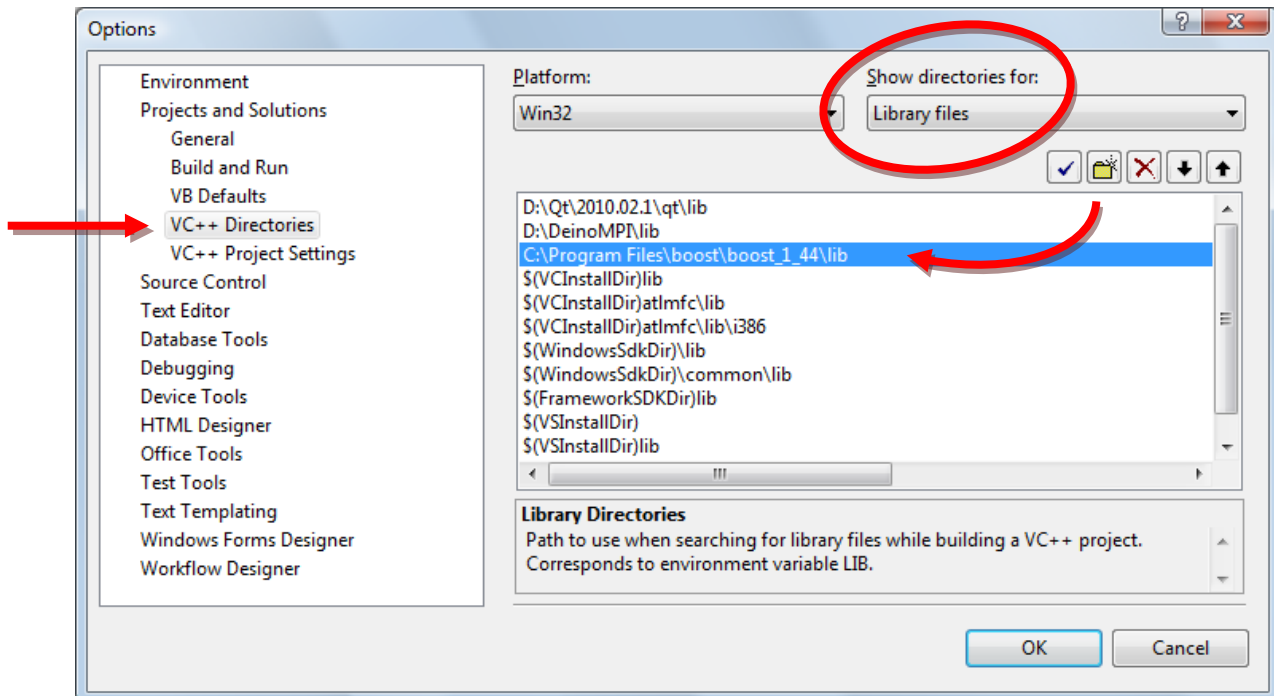 Options
Environment
Projects and Solutions
General
Build and Run
VB Defaults
VC++ Directories
VC++ Project Settings
Source Control
Text Editor
Database Tools
Debugging
Device Tools
HTML Designer
Office Tools
Test Tools
Text Templating
Windows Forms Designer
Workflow Designer
Platform:
Win32
Show directories for:
Library files
D:\Qt\2010.02.1\qt\lib
D:\DeinoMPI\lib
C:\Program Files\boost\boost_1_44\lib
$(VCInstallDir)lib
$(VCInstallDir)atlmfc\lib
$(VCInstallDir)atlmfc\lib\i386
$(WindowsSdkDir)\lib
$(WindowsSdkDir)\common\lib
$(FrameworkSDKDir)lib
$(VSInstallDir)
$(VSInstallDir)lib
Library Directories
Path to use when searching for library files while building a VC++ project.
Corresponds to environment variable LIB.
OK
Cancel